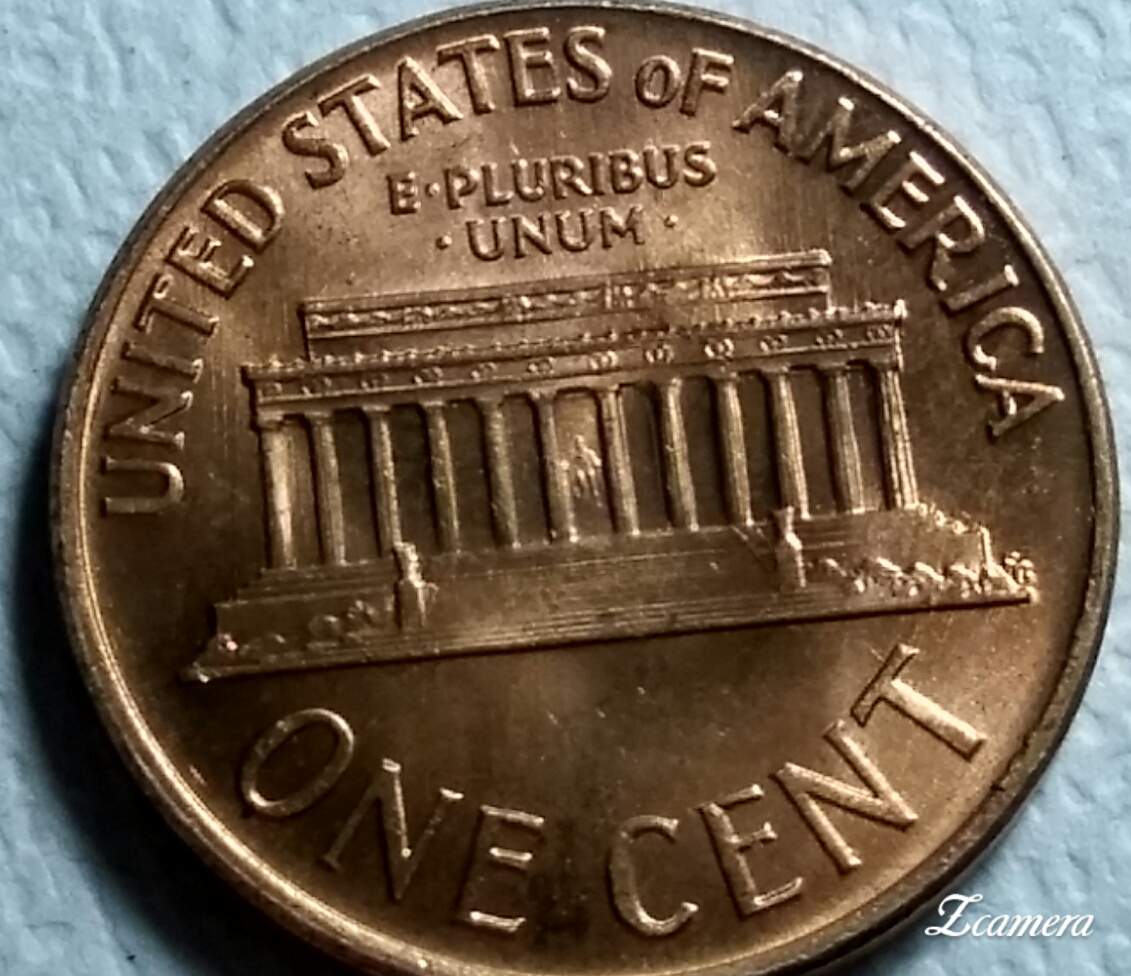 UNITED STATES OF AMERICA
E·PLURIBUS
·UNUM·
ONE CENT
Zcamera